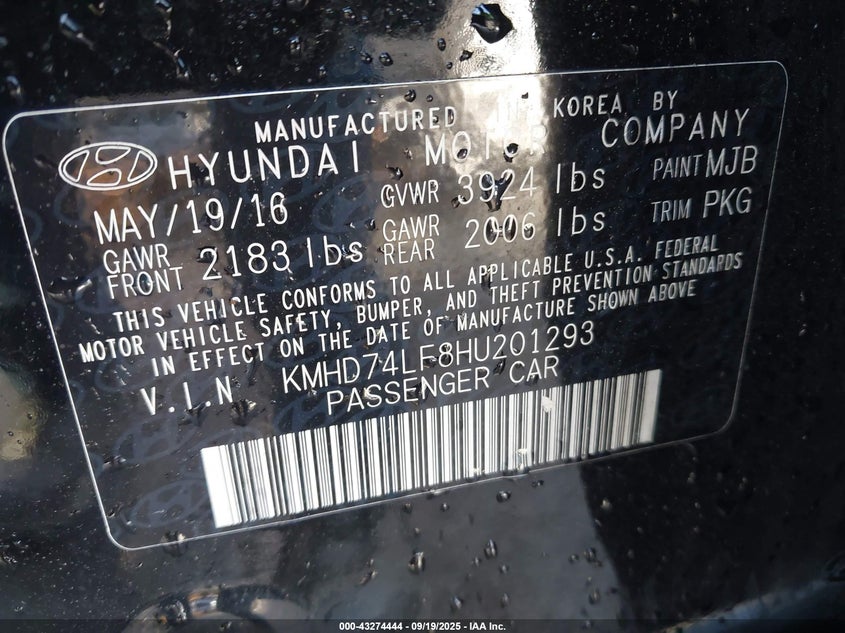 MANUFACTURED IN KOREA BY
HYUNDAI MOTOR COMPANY
MAY/19/16 GVWR 3924 lbs PAINT MJB
GAWR FRONT 2183 lbs GAWR REAR 2006 lbs TRIM PKG
THIS VEHICLE CONFORMS TO ALL APPLICABLE U.S.A. FEDERAL
MOTOR VEHICLE SAFETY, BUMPER, AND THEFT PREVENTION STANDARDS
IN EFFECT ON THE DATE OF MANUFACTURE SHOWN ABOVE
V.I.N KMHD74LF8HU201293
PASSENGER CAR
000-43274444 - 09/19/2025 - IAA Inc.